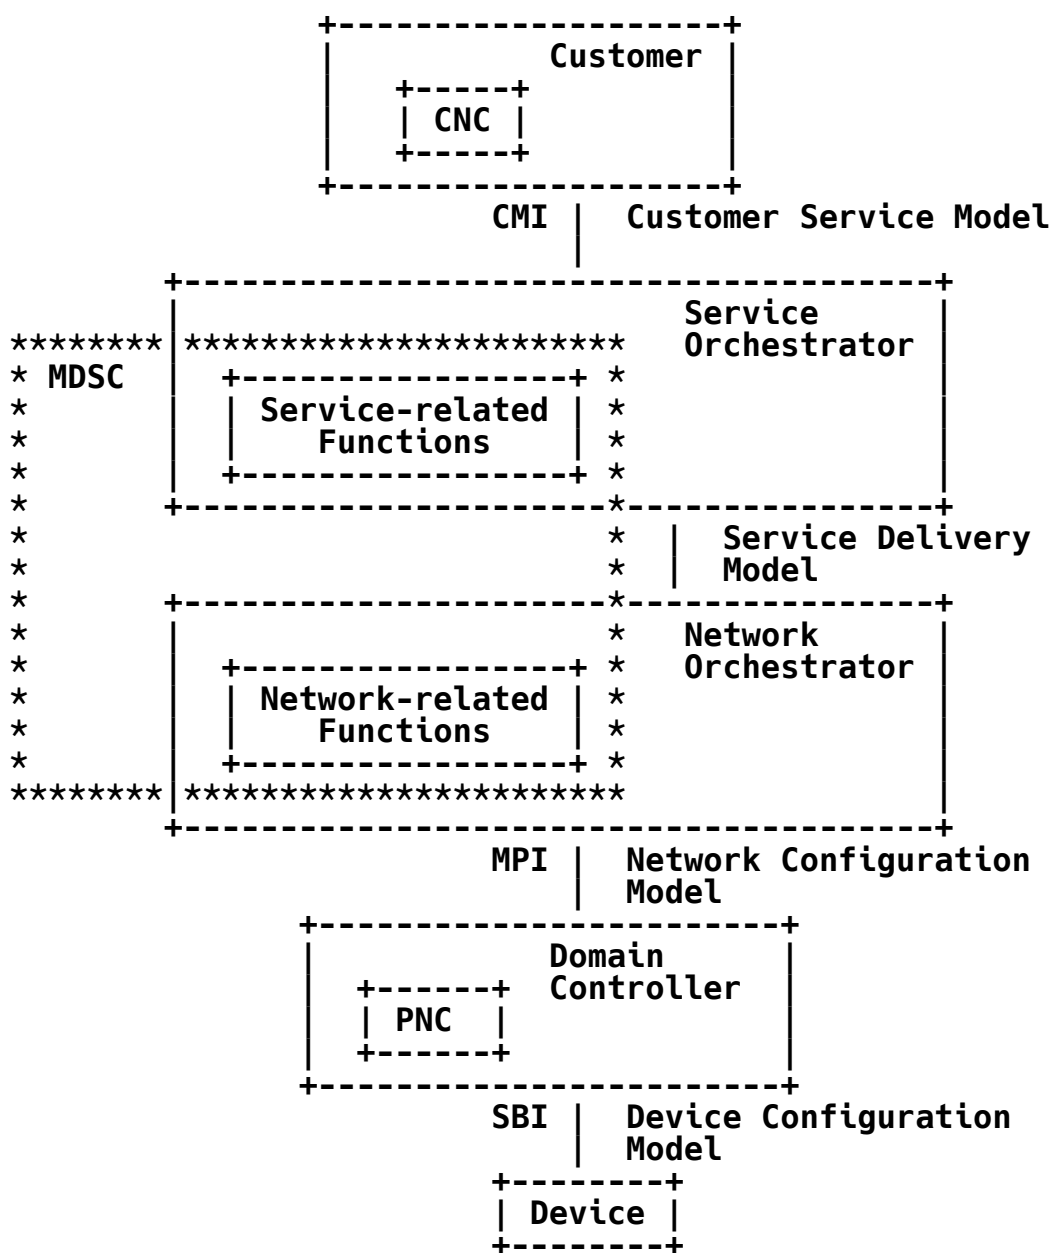 Customer
CNC
CMI | Customer Service Model
Service
Orchestrator
MDSC
Service-related
Functions
Service Delivery
Model
Network
Orchestrator
Network-related
Functions
MPI | Network Configuration
Model
Domain
Controller
PNC
SBI | Device Configuration
Model
Device